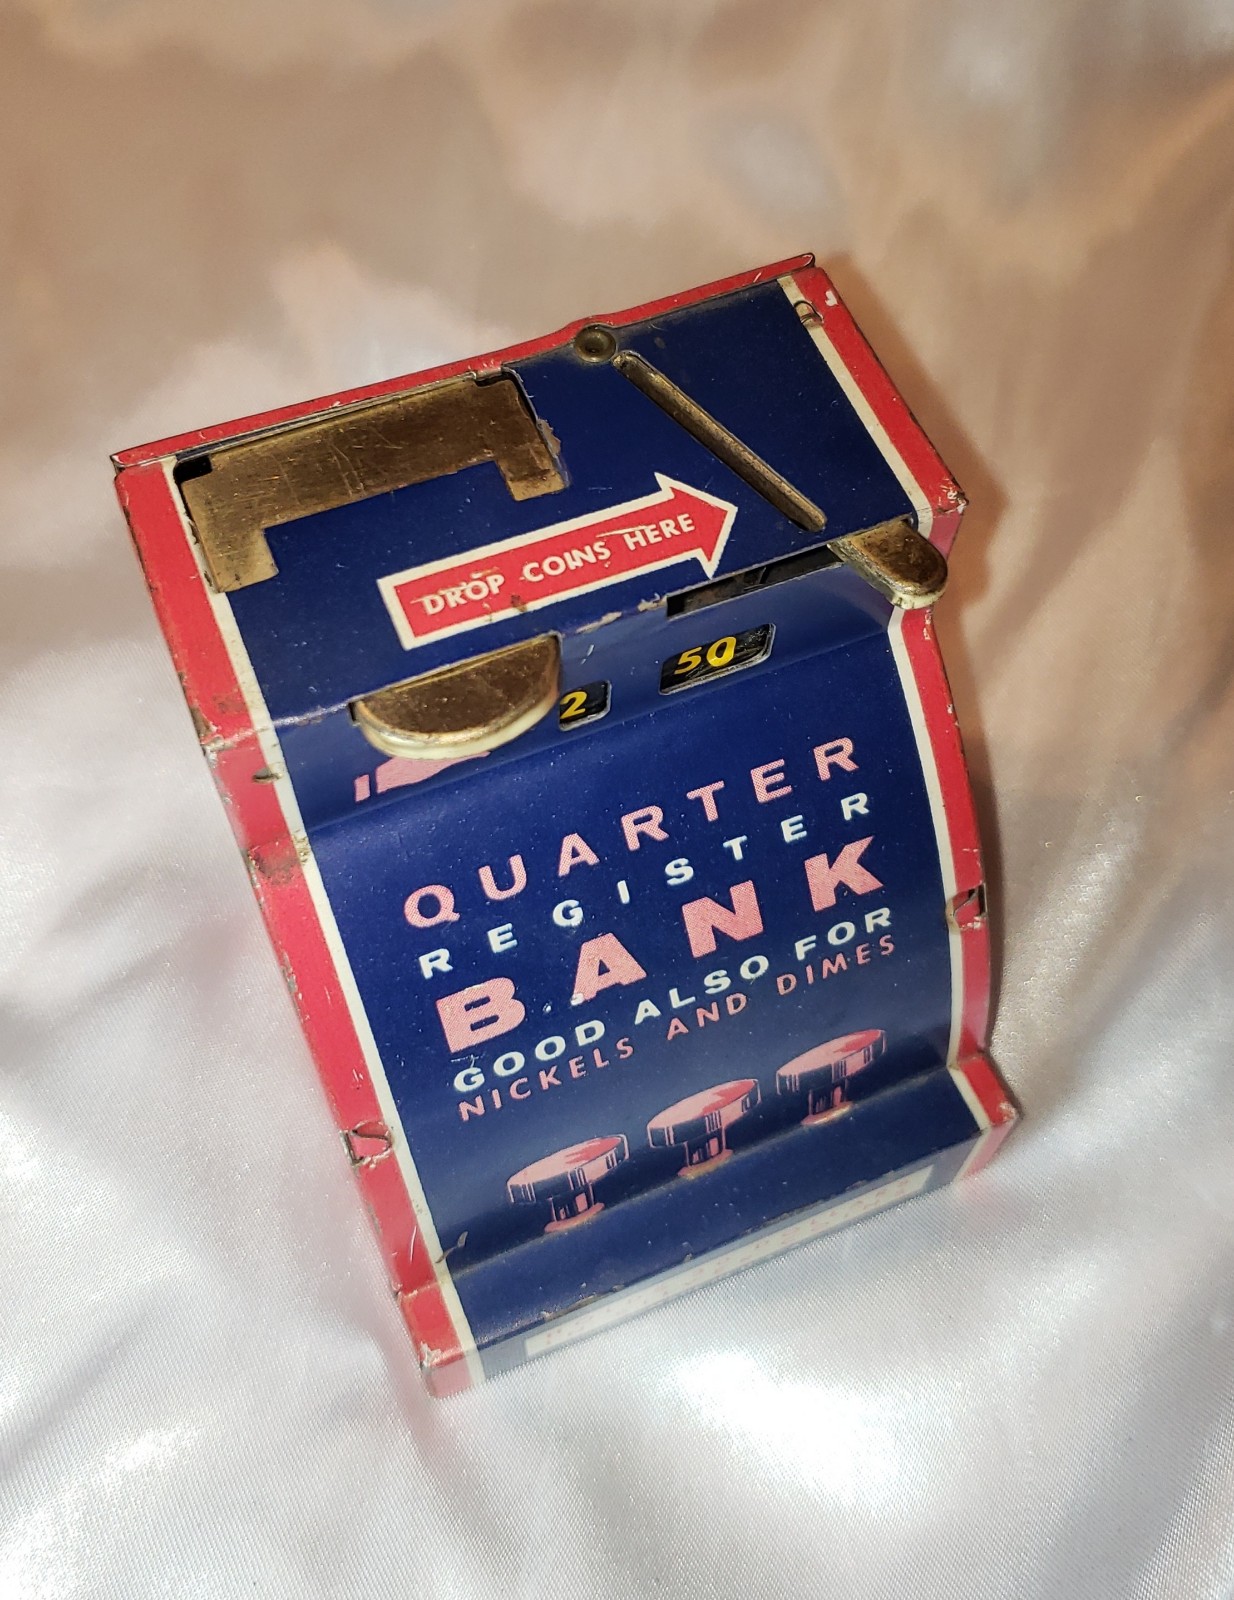 DROP COINS HERE
2 50
QUARTER
REGISTER
BANK
GOOD ALSO FOR
NICKELS AND DIMES